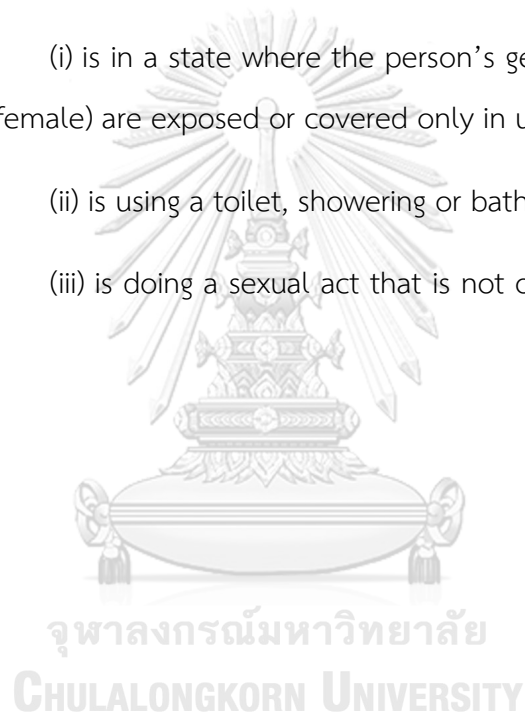 (i) is in a state where the person’s
female) are exposed or covered only in
(ii) is using a toilet, showering or
(iii) is doing a sexual act that is not
จุฬาลงกรณ์มหาวิทยาลัย
CHULALONGKORN UNIVERSITY